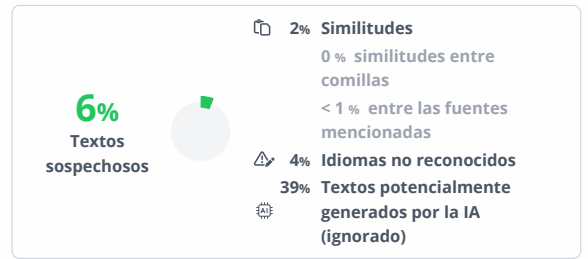 6%
Textos
sospechosos
2% Similitudes
0 % similitudes entre
comillas
< 1 % entre las fuentes
mencionadas
4% Idiomas no reconocidos
39% Textos potencialmente
AI generados por la IA
(ignorado)